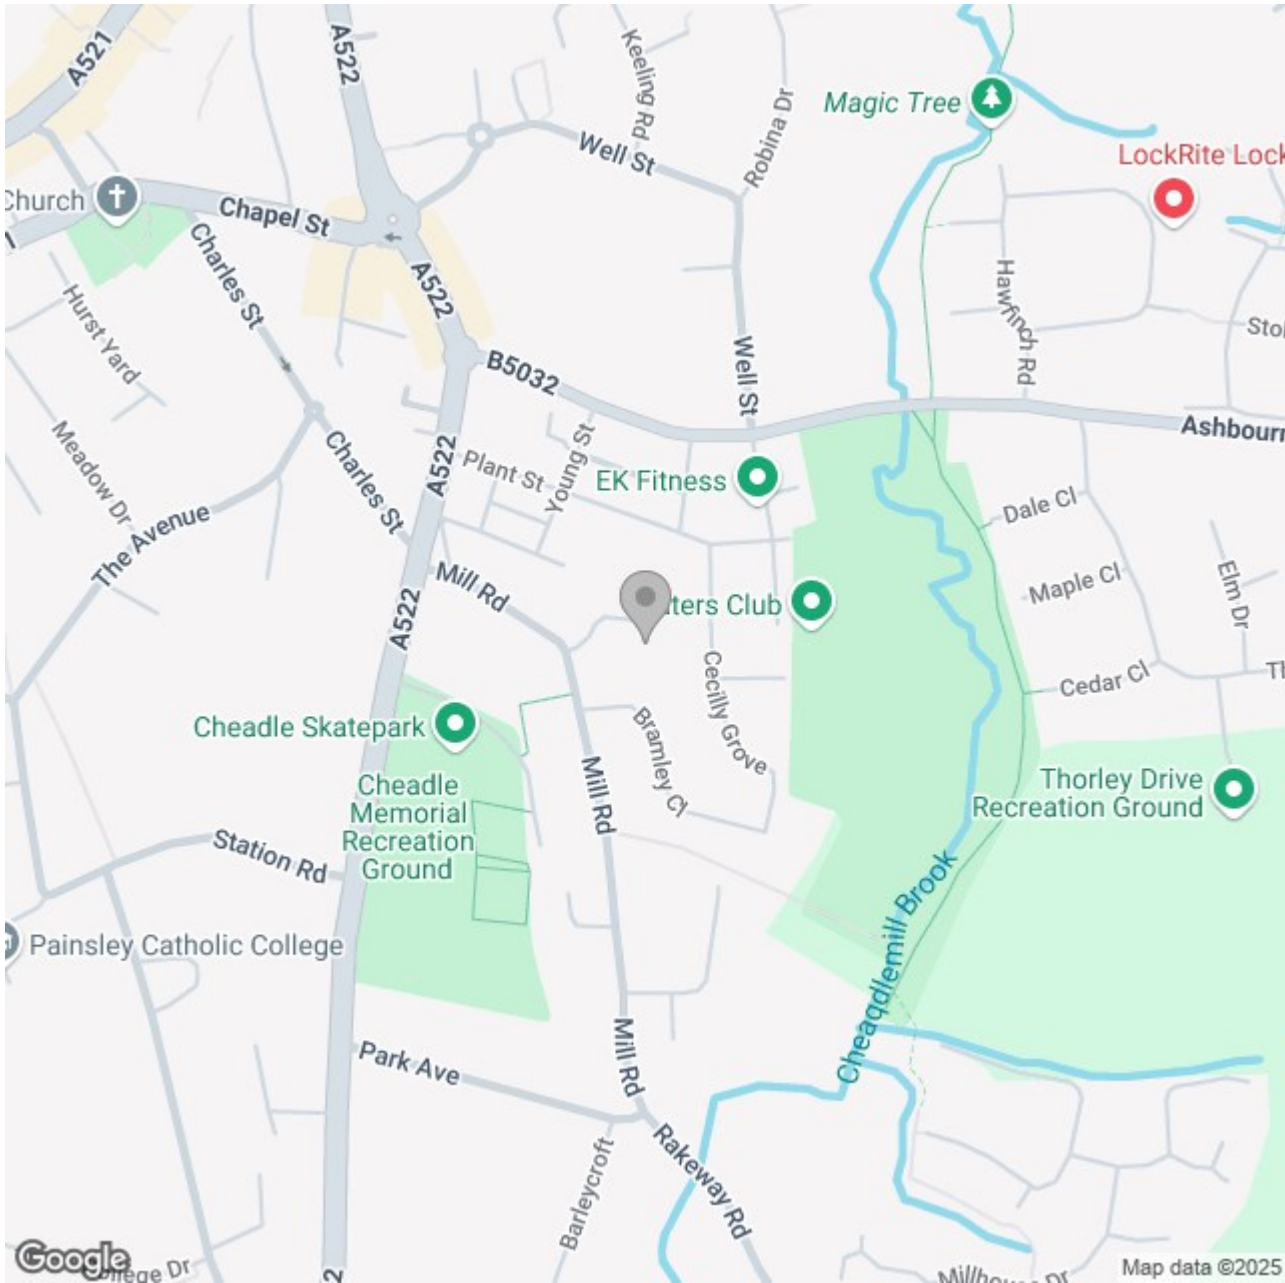 A521
A522
Keeling Rd
Robina Dr
Magic Tree
Well St
LockRite Lock
Church
Chapel St
Charles St
A522
Hurst Yard
Hawfinch Rd
Well St
B5032
Ashbourn
Meadow Dr
Charles St
A522
Plant St
Young St
EK Fitness
Dale Cl
The Avenue
Mill Rd
Maple Cl
Elm Dr
A522
ters Club
Cecilly Grove
Cedar Cl
Th
Cheadle Skatepark
Bramley Cl
Cheadle
Memorial
Recreation
Ground
Mill Rd
Thorley Drive
Recreation Ground
Station Rd
Cheaqdlemill Brook
Painsley Catholic College
Mill Rd
Park Ave
Rakeway Rd
Barleycroft
Google
Map data ©2025